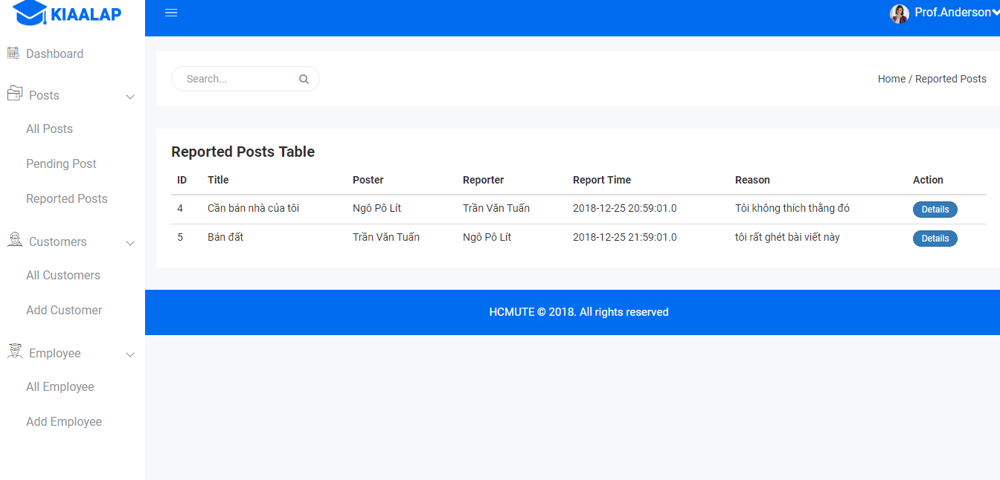 KIAALAP
Prof.Anderson
Dashboard
Posts
All Posts
Pending Post
Reported Posts
Customers
All Customers
Add Customer
Employee
All Employee
Add Employee
Search...
Home / Reported Posts
Reported Posts Table
ID Title Poster Reporter Report Time Reason Action
4 Cần bán nhà của tôi Ngô Pô Lít Trần Văn Tuấn 2018-12-25 20:59:01.0 Tôi không thích thằng đó Details
5 Bán đất Trần Văn Tuấn Ngô Pô Lít 2018-12-25 21:59:01.0 tôi rất ghét bài viết này Details
HCMUTE © 2018. All rights reserved